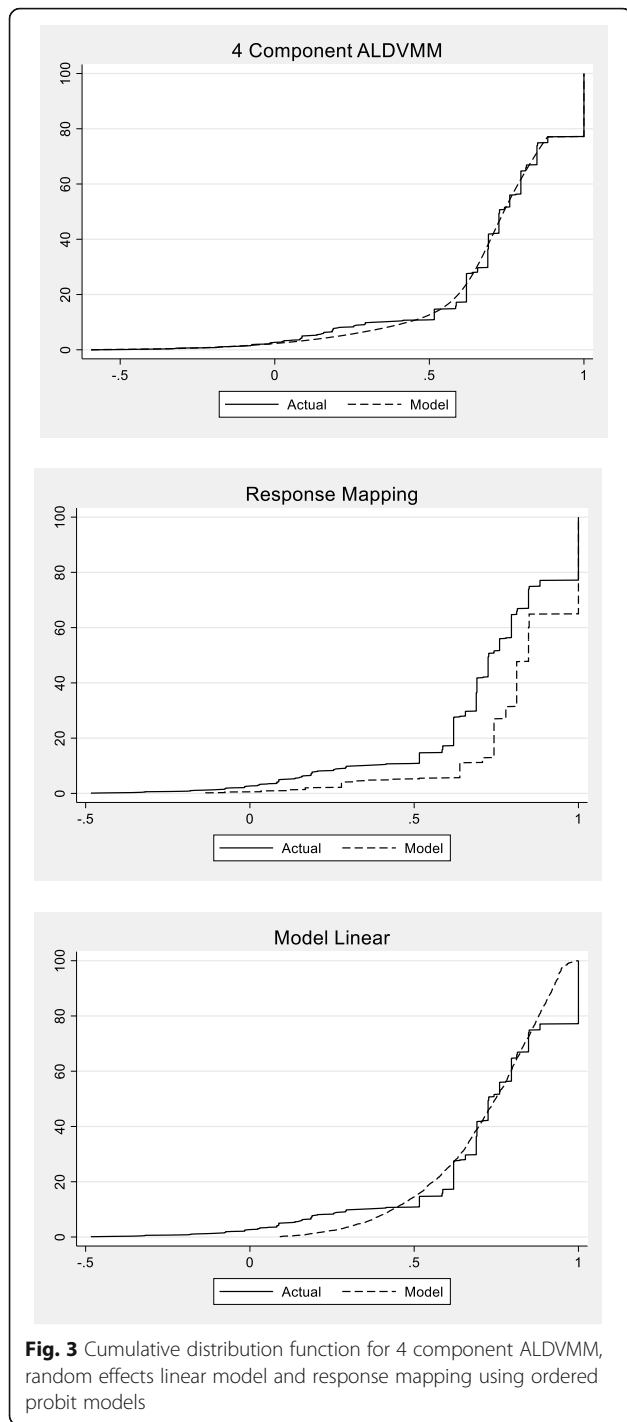 4 Component ALDVMM
100
80
60
40
20
0
-.5 0 .5 1
Actual Model
Response Mapping
100
80
60
40
20
0
-.5 0 .5 1
Actual Model
Model Linear
100
80
60
40
20
0
-.5 0 .5 1
Actual Model
Fig. 3 Cumulative distribution function for 4 component ALDVMM,
random effects linear model and response mapping using ordered
probit models